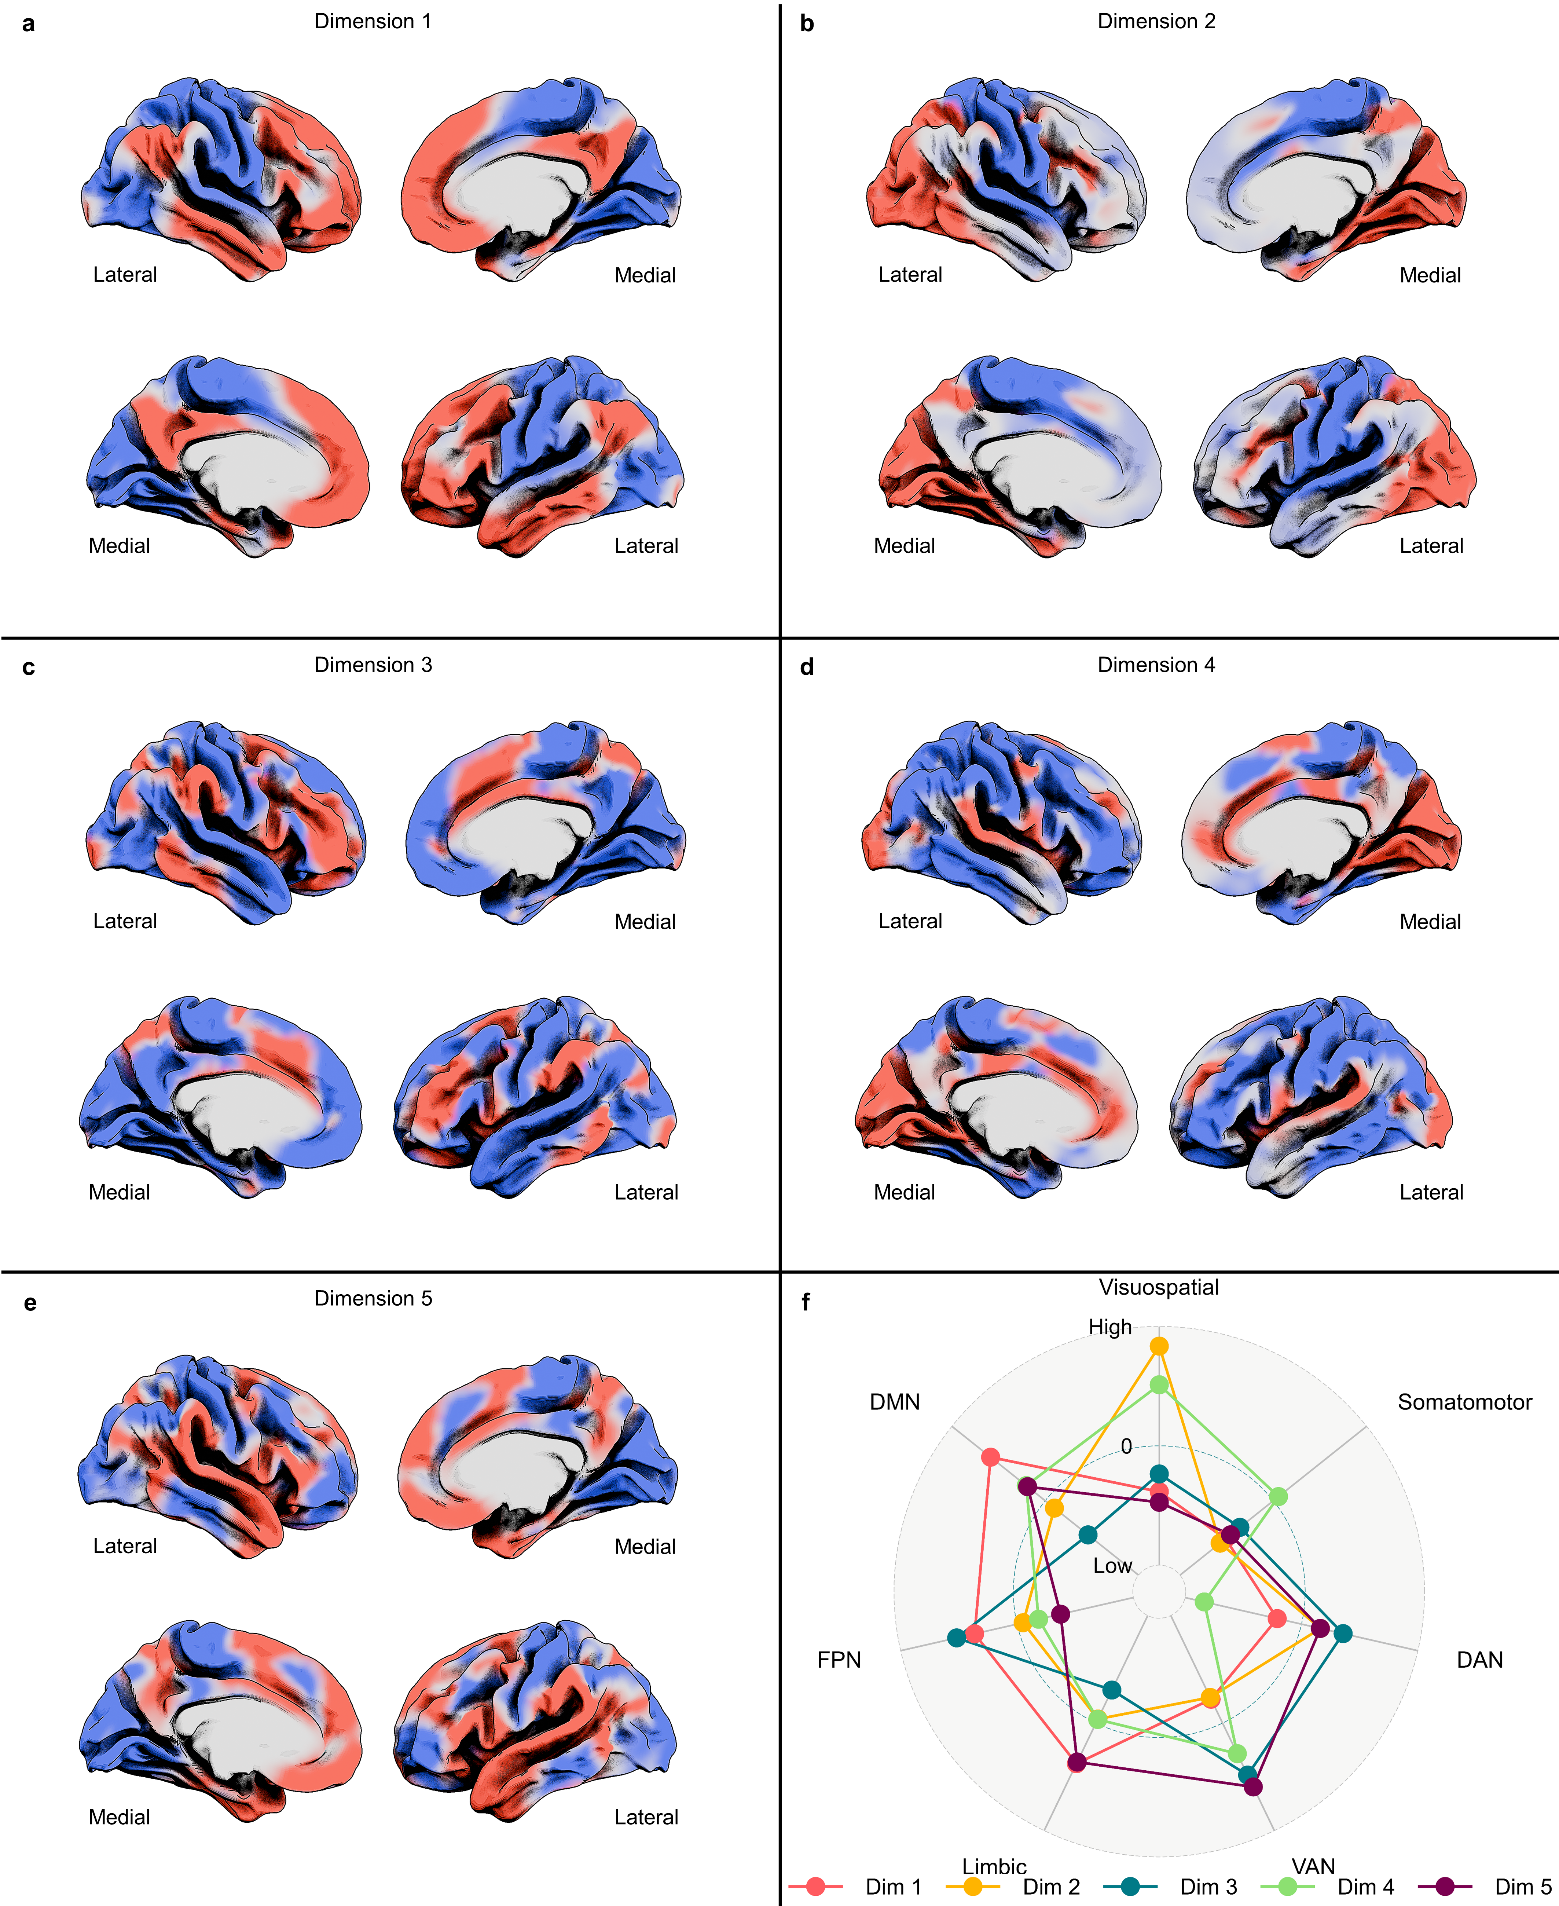 a
Dimension 1
Lateral
Medial
Medial
Lateral
b
Dimension 2
Lateral
Medial
Medial
Lateral
c
Dimension 3
Lateral
Medial
Medial
Lateral
d
Dimension 4
Lateral
Medial
Medial
Lateral
e
Dimension 5
Lateral
Medial
Medial
Lateral
f
Visuospatial
High
DMN
Somatomotor
0
Low
FPN
DAN
Limbic
VAN
Dim 1
Dim 2
Dim 3
Dim 4
Dim 5